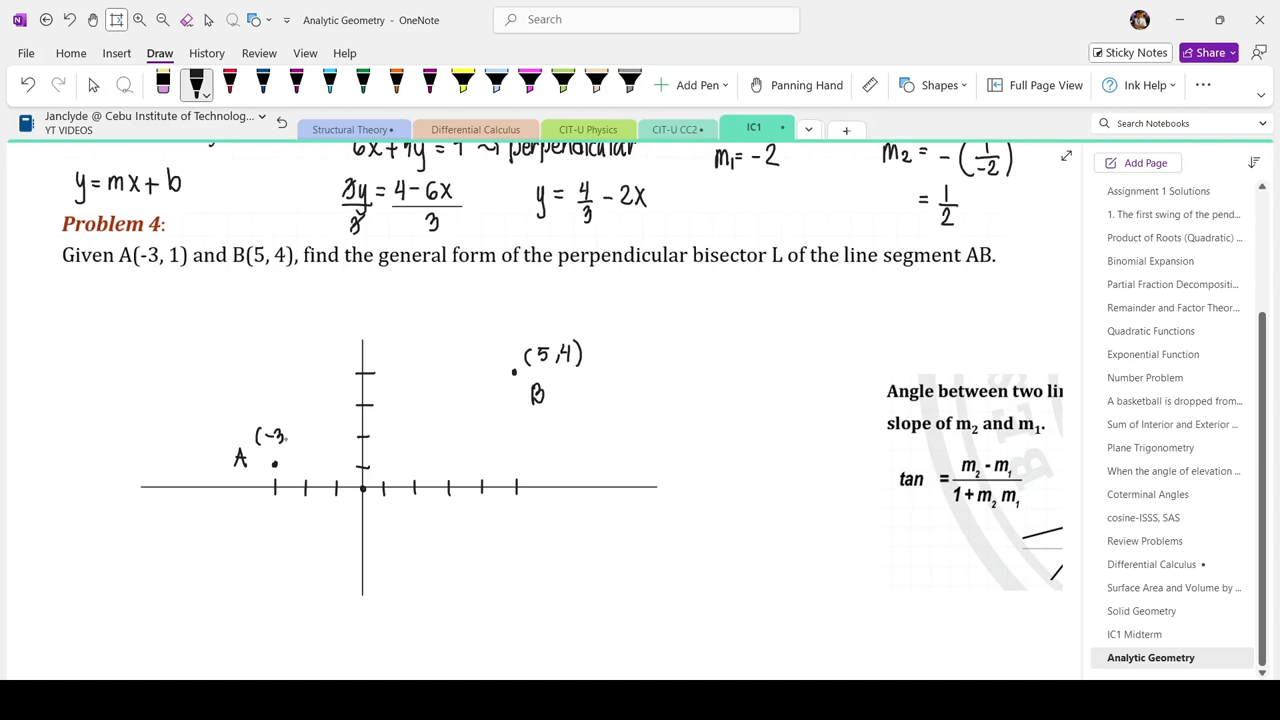 Analytic Geometry - OneNote
Search
File Home Insert Draw History Review View Help
Sticky Notes
Share
Add Pen
Panning Hand
Shapes
Full Page View
Ink Help
Janclyde @ Cebu Institute of Technolog...
YT VIDEOS
Structural Theory
Differential Calculus
CIT-U Physics
CIT-U CC2
IC1
Search Notebooks
Add Page
Assignment 1 Solutions
1. The first swing of the pend...
Product of Roots (Quadratic) ...
Binomial Expansion
Partial Fraction Decompositi...
Remainder and Factor Theor...
Quadratic Functions
Exponential Function
Number Problem
A basketball is dropped from...
Sum of Interior and Exterior ...
Plane Trigonometry
When the angle of elevation ...
Coterminal Angles
cosine-ISSS, SAS
Review Problems
Differential Calculus
Surface Area and Volume by ...
Solid Geometry
IC1 Midterm
Analytic Geometry
perpendicular
m₁ = -2
m₂ = - (1/-2)
y = mx + b
3y/3 = 4 - 6x/3
y = 4/3 - 2x
= 1/2
Problem 4:
Given A(-3, 1) and B(5, 4), find the general form of the perpendicular bisector L of the line segment AB.
(5,4)
B
(-3
A
Angle between two lin
slope of m₂ and m₁.
tan = m₂ - m₁ / 1 + m₂ m₁